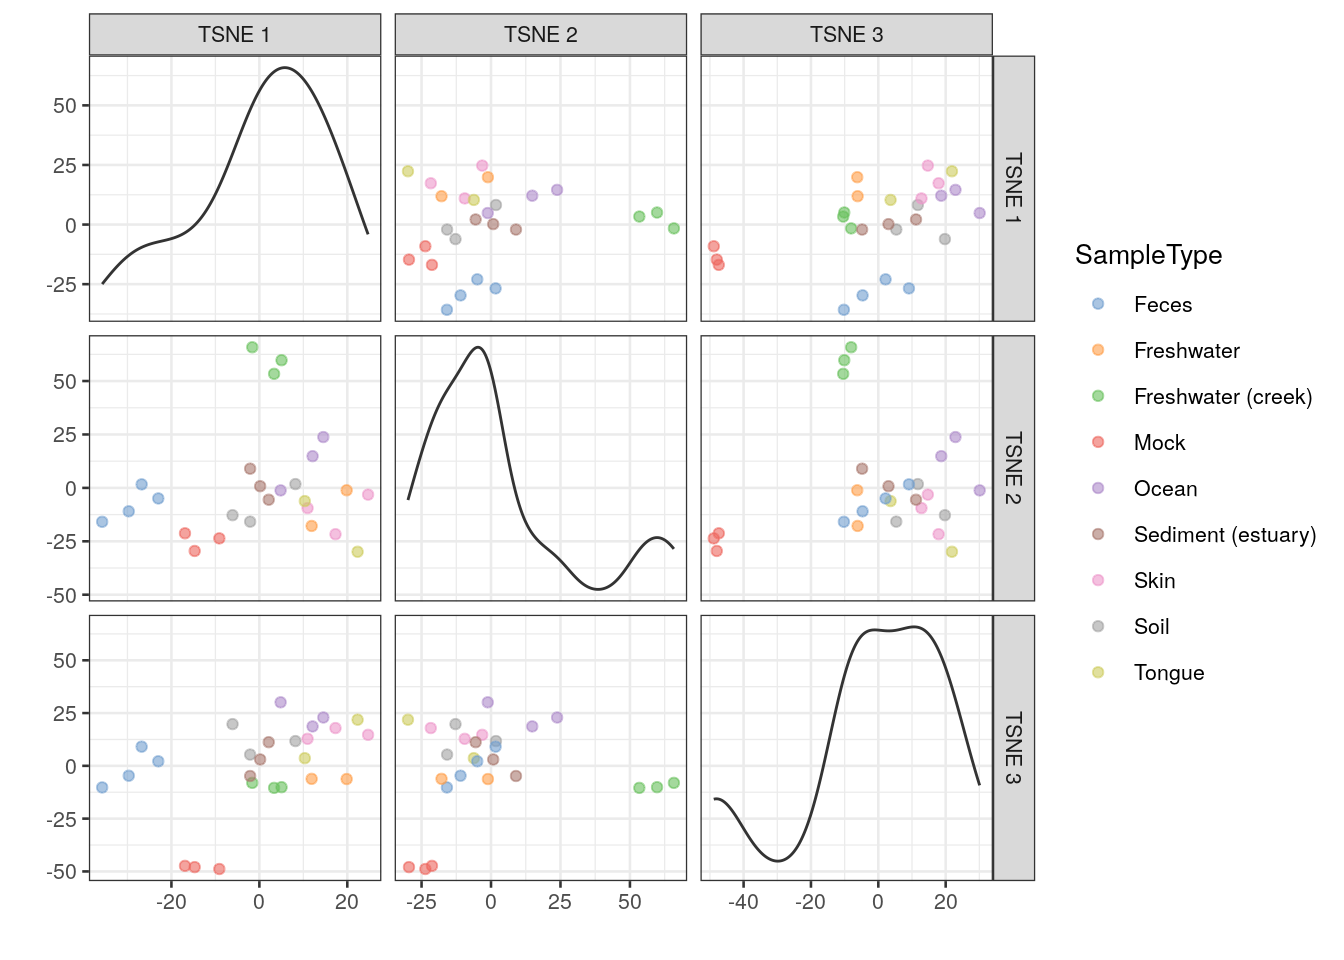 TSNE 1 TSNE 2 TSNE 3
50
25
0
-25
TSNE 1
50
25
0
-25
-50
TSNE 2
50
25
0
-25
-50
TSNE 3
-20 0 20 -25 0 25 50 -40 -20 0 20
SampleType
Feces
Freshwater
Freshwater (creek)
Mock
Ocean
Sediment (estuary)
Skin
Soil
Tongue